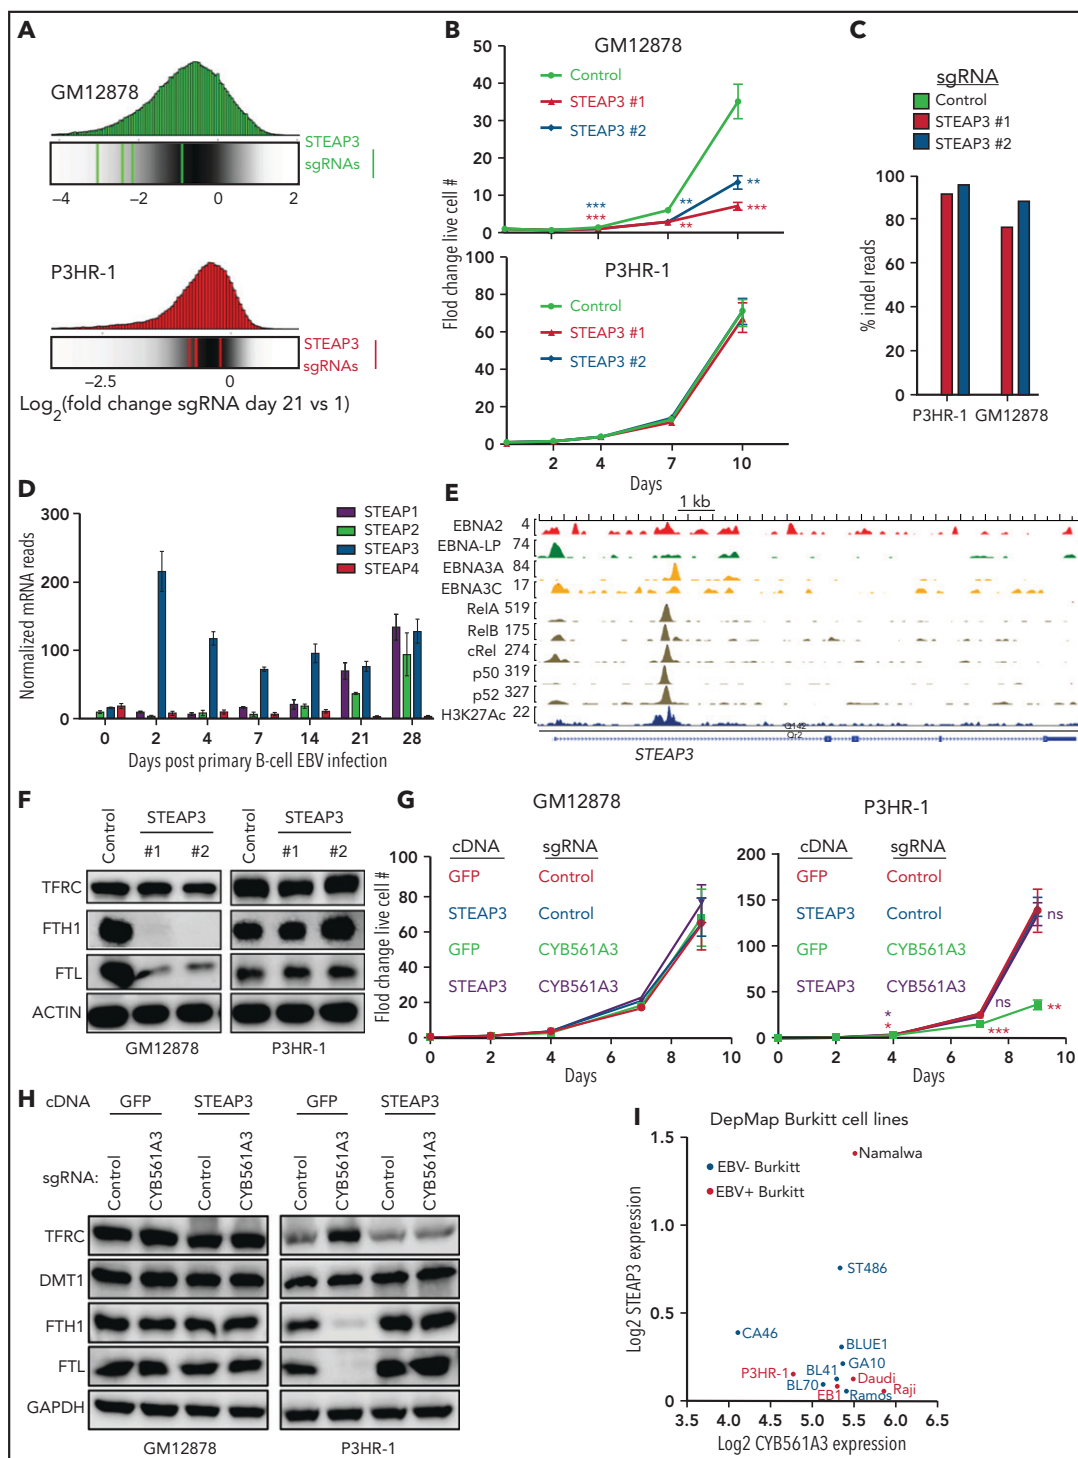 A
GM12878
STEAP3
sgRNAs
-4 -2 0 2
P3HR-1
STEAP3
sgRNAs
-2.5 0
Log2(fold change sgRNA day 21 vs 1)
B
GM12878
Control
STEAP3 #1
STEAP3 #2
50
40
30
20
10
0
*** ** **
*** ** ***
P3HR-1
Control
STEAP3 #1
STEAP3 #2
100
80
60
40
20
0
2 4 7 10
Days
Flod change live cell #
C
sgRNA
Control
STEAP3 #1
STEAP3 #2
100
80
60
40
20
0
% indel reads
P3HR-1 GM12878
D
STEAP1
STEAP2
STEAP3
STEAP4
300
200
100
0
Normalized mRNA reads
0 2 4 7 14 21 28
Days post primary B-cell EBV infection
E
1 kb
EBNA2 4
EBNA-LP 74
EBNA3A 84
EBNA3C 17
RelA 519
RelB 175
cRel 274
p50 319
p52 327
H3K27Ac 22
STEAP3
F
Control STEAP3 Control STEAP3
#1 #2 #1 #2
TFRC
FTH1
FTL
ACTIN
GM12878 P3HR-1
G
GM12878
cDNA sgRNA
GFP Control
STEAP3 Control
GFP CYB561A3
STEAP3 CYB561A3
100
80
60
40
20
0
0 2 4 6 8 10
Days
Flod change live cell #
P3HR-1
cDNA sgRNA
GFP Control
STEAP3 Control
GFP CYB561A3
STEAP3 CYB561A3
200
150
100
50
0
* ns ns
* *** **
0 2 4 6 8 10
Days
H
cDNA GFP STEAP3 GFP STEAP3
sgRNA: Control CYB561A3 Control CYB561A3 Control CYB561A3 Control CYB561A3
TFRC
DMT1
FTH1
FTL
GAPDH
GM12878 P3HR-1
I
DepMap Burkitt cell lines
EBV- Burkitt
EBV+ Burkitt
1.5
1.0
0.5
0
Log2 STEAP3 expression
Namalwa
ST486
CA46
BLUE1
GA10
P3HR-1
BL41
Daudi
BL70
EB1
Ramos
Raji
3.5 4.0 5.0 5.5 6.0 6.5
Log2 CYB561A3 expression